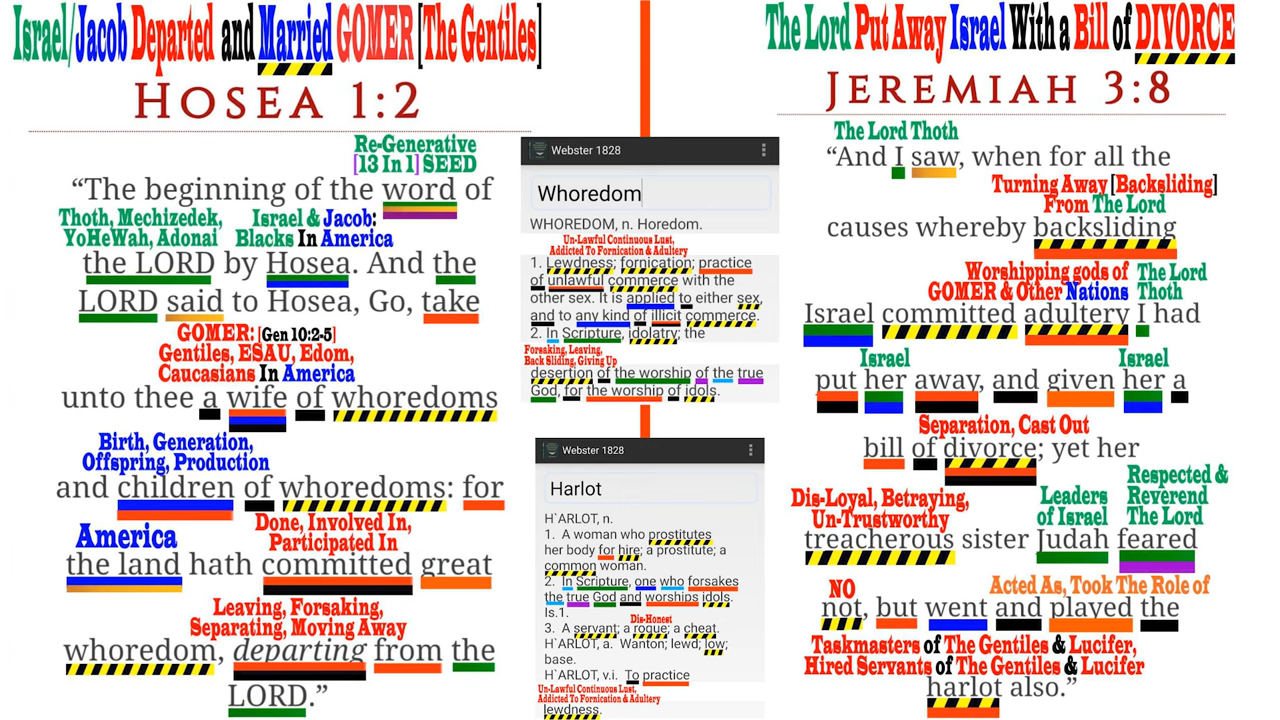 Israel/Jacob Departed and Married GOMER [The Gentiles]
HOSEA 1:2
Re-Generative
[13 In 1] SEED
“The beginning of the word of
Thoth, Mechizedek,
YoHeWah, Adonai
Israel & Jacob:
Blacks In America
the LORD by Hosea. And the
LORD said to Hosea, Go, take
GOMER: [Gen 10:2-5]
Gentiles, ESAU, Edom,
Caucasians In America
unto thee a wife of whoredoms
Birth, Generation,
Offspring, Production
and children of whoredoms: for
America
Done, Involved In,
Participated In
the land hath committed great
Leaving, Forsaking,
Separating, Moving Away
whoredom, departing from the
LORD.”
Webster 1828
Whoredom
WHOREDOM, n. Horedom.
Un-Lawful Continuous Lust,
Addicted To Fornication & Adultery
1. Lewdness; fornication; practice
of unlawful commerce with the
other sex. It is applied to either sex,
and to any kind of illicit commerce.
2. In Scripture, idolatry; the
Forsaking, Leaving,
Back Sliding, Giving Up
desertion of the worship of the true
God, for the worship of idols.
Webster 1828
Harlot
H`ARLOT, n.
1. A woman who prostitutes
her body for hire; a prostitute; a
common woman.
2. In Scripture, one who forsakes
the true God and worships idols.
Is.1.
Dis-Honest
3. A servant; a rogue; a cheat.
H`ARLOT, a. Wanton; lewd; low;
base.
H`ARLOT, v.i. To practice
Un-Lawful Continuous Lust,
Addicted To Fornication & Adultery
lewdness.
The Lord Put Away Israel With a Bill of DIVORCE
JEREMIAH 3:8
The Lord Thoth
“And I saw, when for all the
Turning Away [Backsliding]
From The Lord
causes whereby backsliding
Worshipping gods of
GOMER & Other Nations
The Lord
Thoth
Israel committed adultery I had
Israel
Israel
put her away, and given her a
Separation, Cast Out
bill of divorce; yet her
Dis-Loyal, Betraying,
Un-Trustworthy
Leaders
of Israel
Respected &
Reverend
The Lord
treacherous sister Judah feared
NO
Acted As, Took The Role of
not, but went and played the
Taskmasters of The Gentiles & Lucifer,
Hired Servants of The Gentiles & Lucifer
harlot also.”